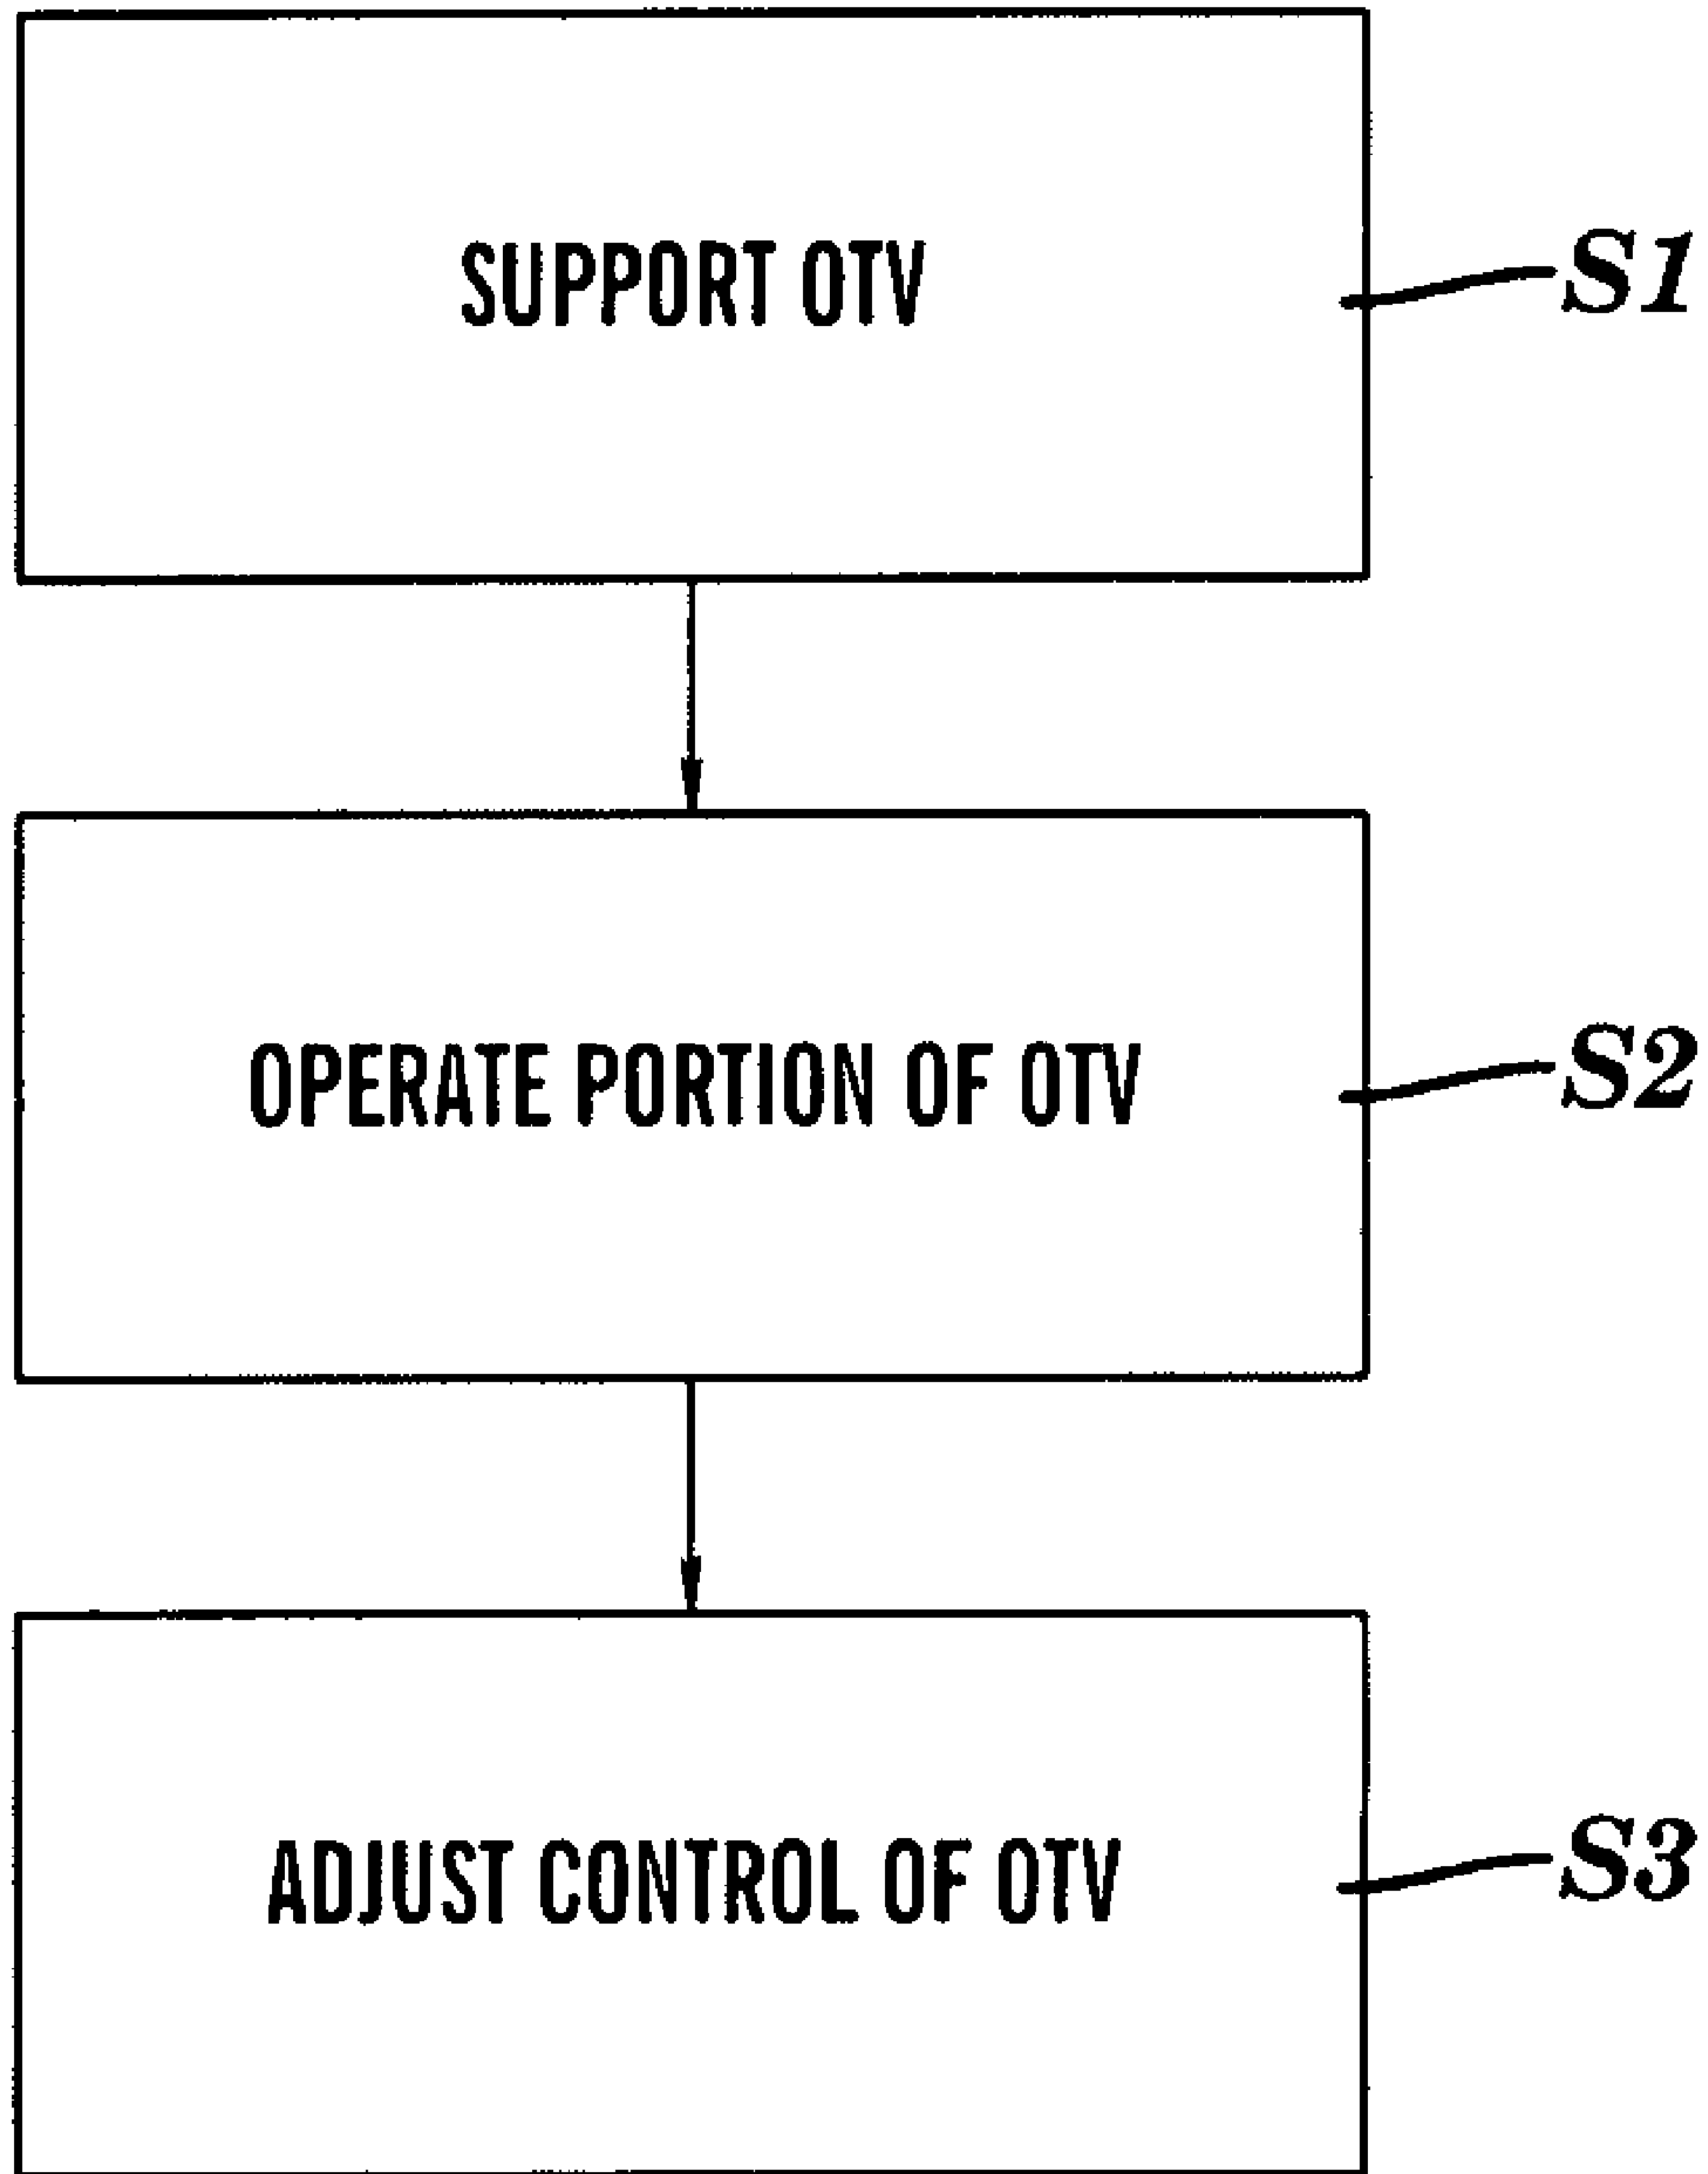 SUPPORT OTV
S1
OPERATE PORTION OF OTV
S2
ADJUST CONTROL OF OTV
S3